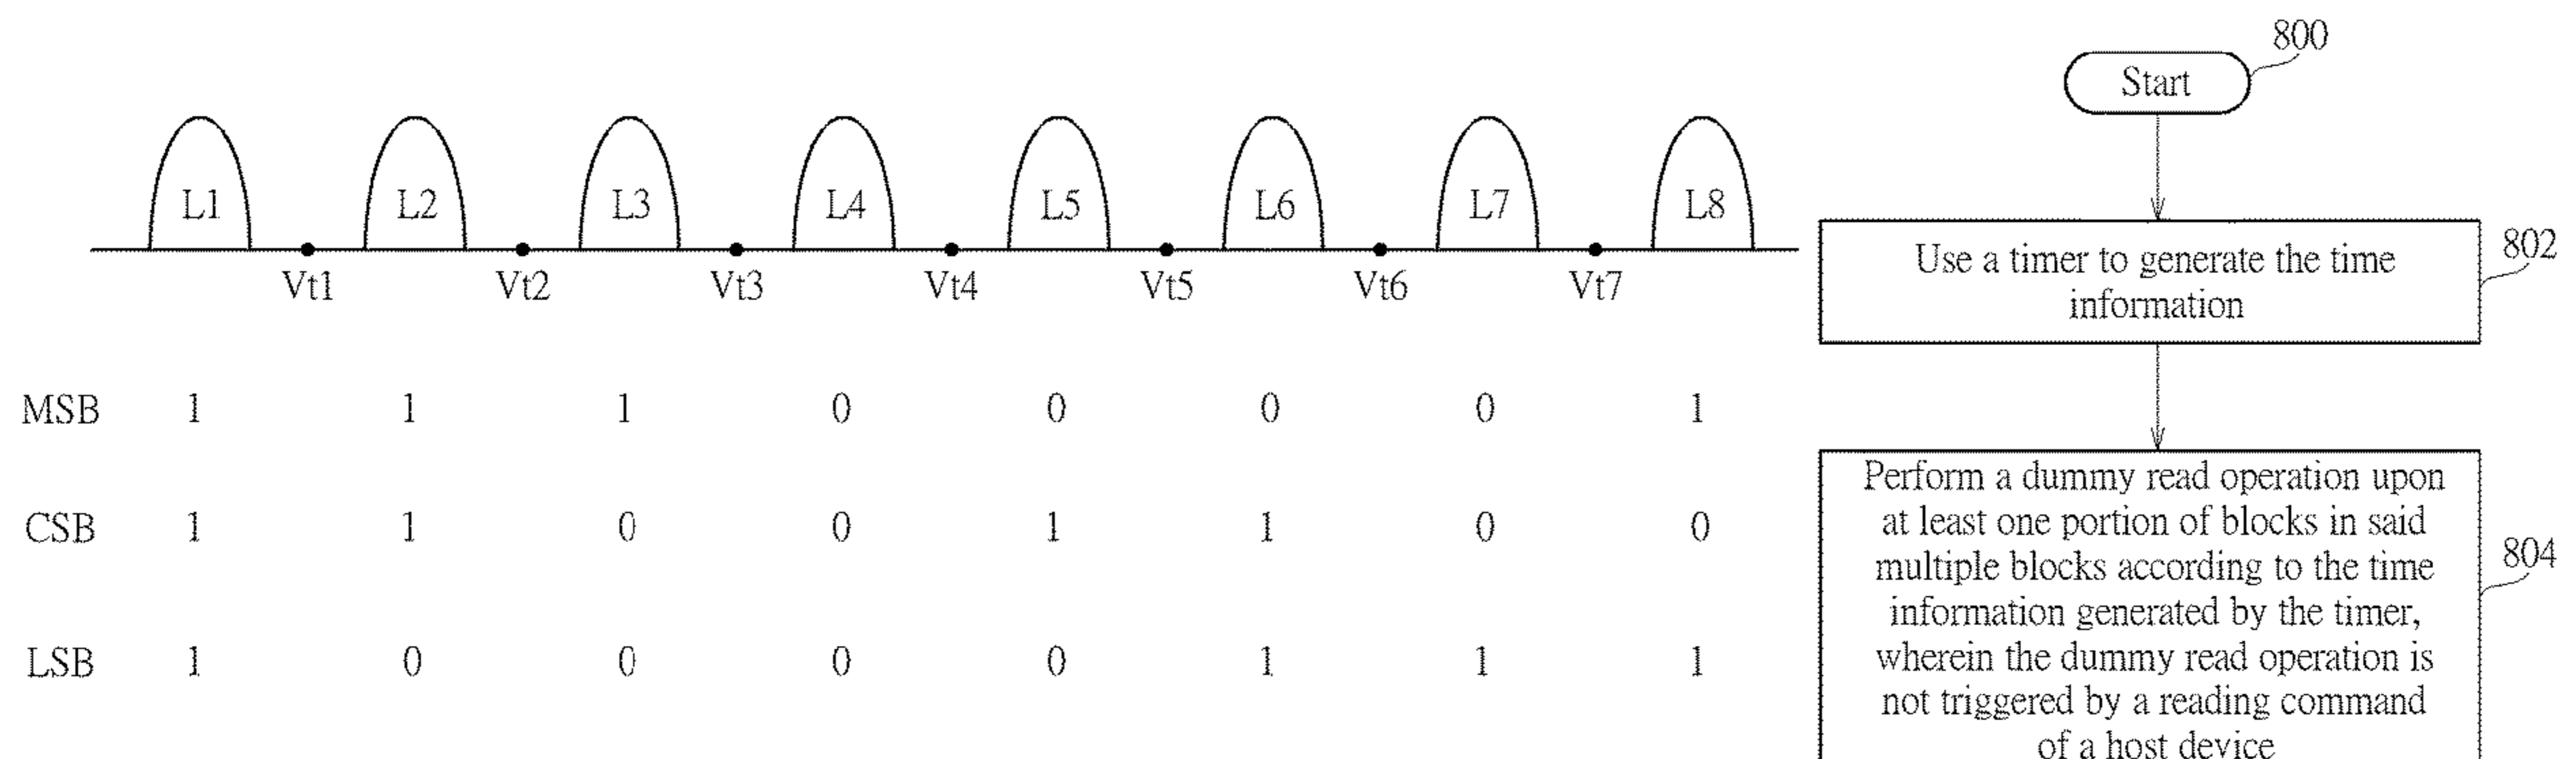 L1 L2 L3 L4 L5 L6 L7 L8
Vt1 Vt2 Vt3 Vt4 Vt5 Vt6 Vt7
MSB 1 1 1 0 0 0 0 1
CSB 1 1 0 0 1 1 0 0
LSB 1 0 0 0 0 1 1 1
800
Start
802
Use a timer to generate the time
information
804
Perform a dummy read operation upon
at least one portion of blocks in said
multiple blocks according to the time
information generated by the timer,
wherein the dummy read operation is
not triggered by a reading command
of a host device